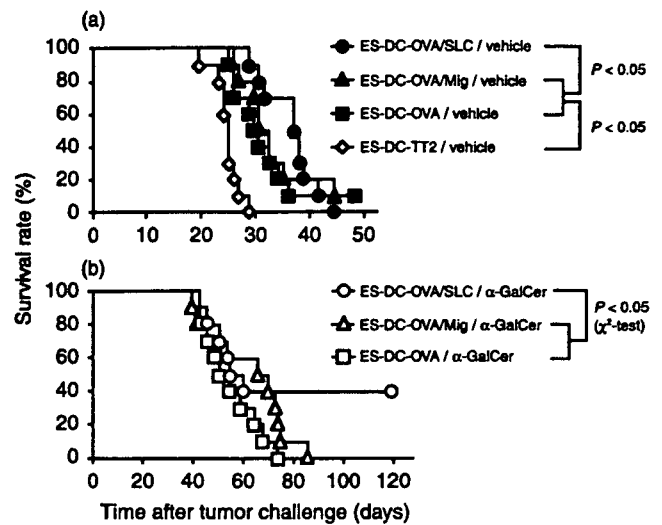 (a)
100
80
60
40
20
0
0
10
20
30
40
50
ES-DC-OVA/SLC / vehicle
ES-DC-OVA/Mig / vehicle
ES-DC-OVA / vehicle
ES-DC-TT2 / vehicle
P < 0.05
P < 0.05
Survival rate (%)
(b)
100
80
60
40
20
0
0
20
40
60
80
100
120
ES-DC-OVA/SLC / α-GalCer
ES-DC-OVA/Mig / α-GalCer
ES-DC-OVA / α-GalCer
P < 0.05
(χ²-test)
Time after tumor challenge (days)